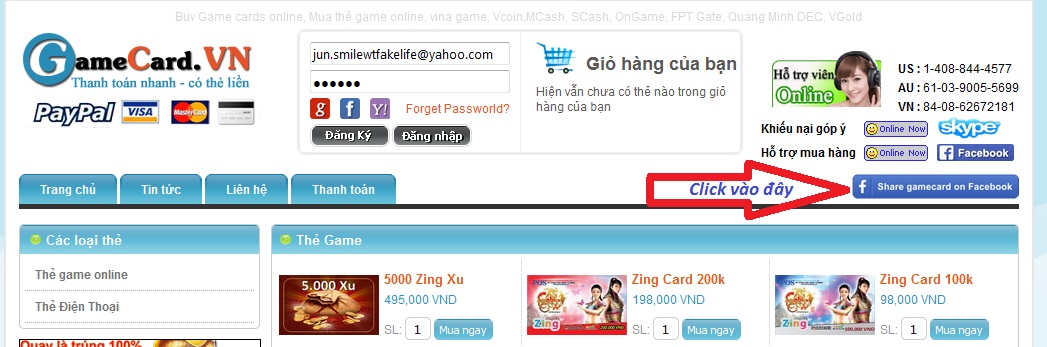 Buy Game cards online, Mua thẻ game online, vina game, Vcoin,MCash, SCash, OnGame, FPT Gate, Quang Minh DEC, VGold
GameCard.VN
Thanh toán nhanh - có thẻ liền
PayPal VISA MasterCard
jun.smilewtfakelife@yahoo.com
••••••
g f Y! Forget Password?
Đăng Ký Đăng nhập
Giỏ hàng của bạn
Hiện vẫn chưa có thẻ nào trong giỏ
hàng của bạn
Hỗ trợ viên
Online
US : 1-408-844-4577
AU : 61-03-9005-5699
VN : 84-08-62672181
Khiếu nại góp ý Online Now skype
Hỗ trợ mua hàng Online Now Facebook
Trang chủ Tin tức Liên hệ Thanh toán
Click vào đây
f Share gamecard on Facebook
Các loại thẻ
Thẻ game online
Thẻ Điện Thoại
Quay là trúng 100%
Thẻ Game
5.000 Xu
5000 Zing Xu
495,000 VND
SL: 1 Mua ngay
Zing
200.000 VND
Zing Card 200k
198,000 VND
SL: 1 Mua ngay
Zing
Zing Card 100k
98,000 VND
SL: 1 Mua ngay